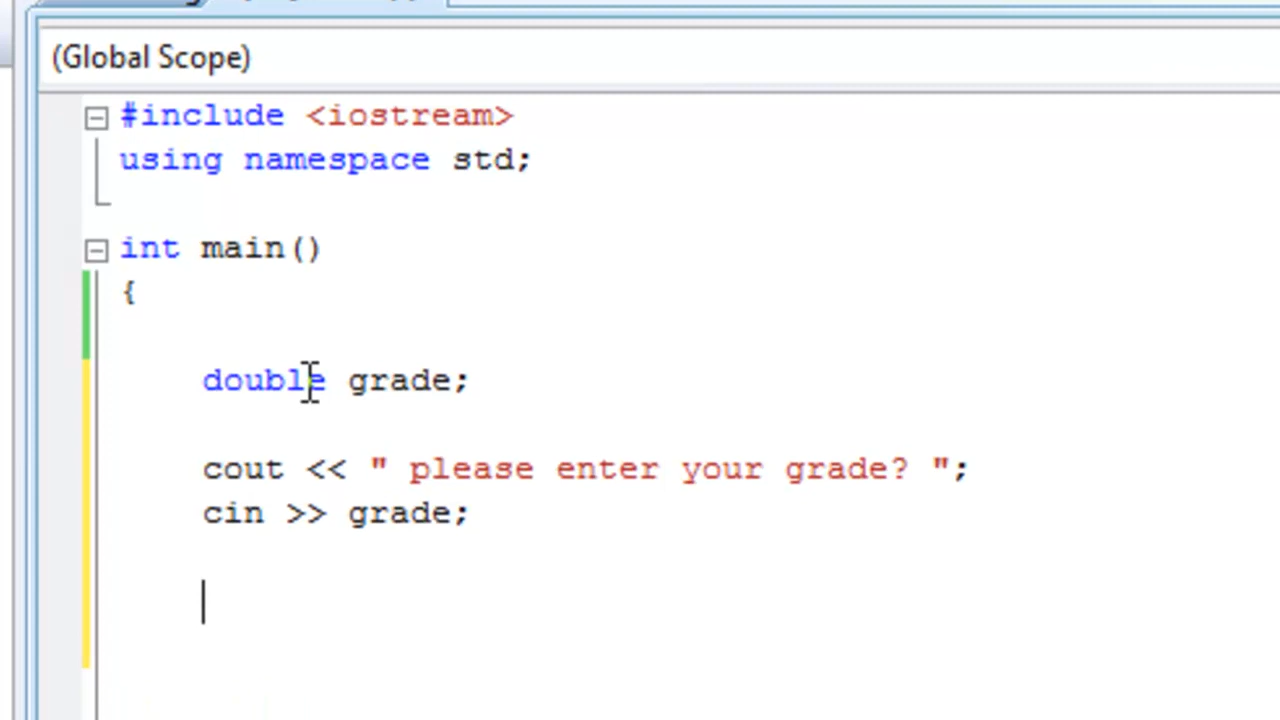 (Global Scope)
#include <iostream>
using namespace std;
int main()
{
double grade;
cout << " please enter your grade? ";
cin >> grade;